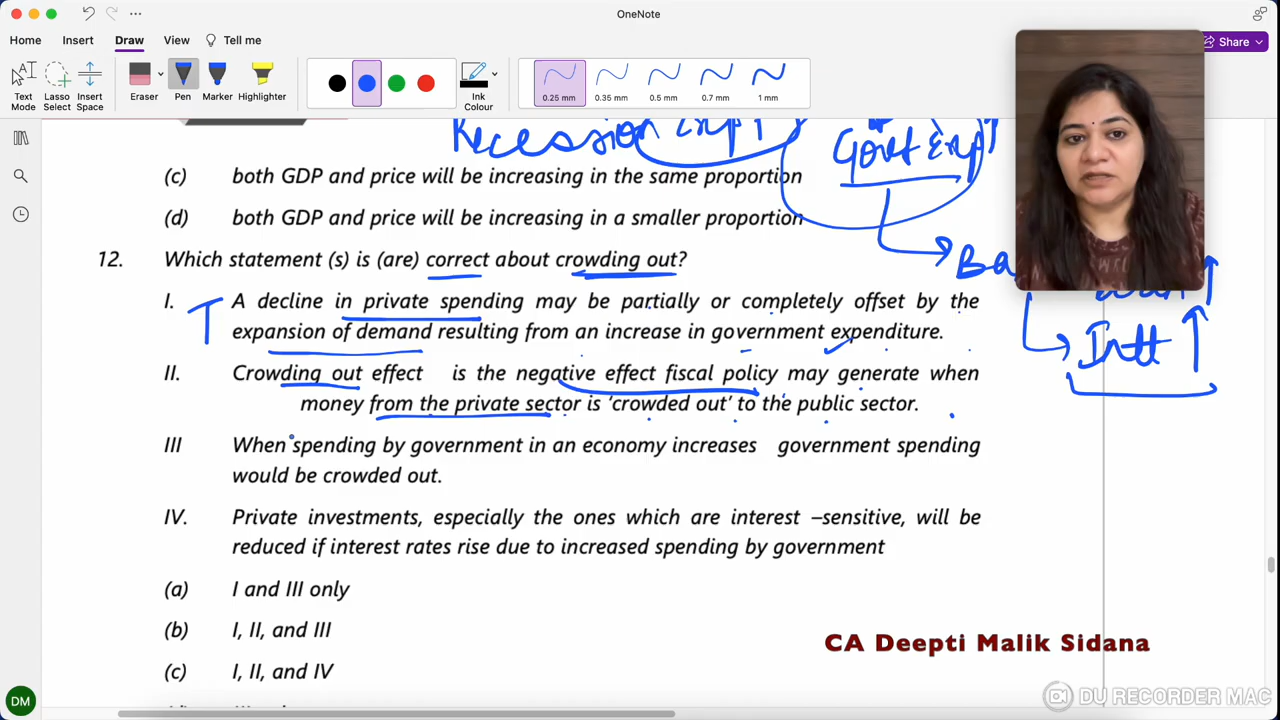 OneNote
Home Insert Draw View Tell me
Share
Text Mode
Lasso Select
Insert Space
Eraser
Pen
Marker
Highlighter
Ink Colour
0.25 mm 0.35 mm 0.5 mm 0.7 mm 1 mm
Recession Exp ↑
Govt Exp
(c) both GDP and price will be increasing in the same proportion
(d) both GDP and price will be increasing in a smaller proportion
12. Which statement (s) is (are) correct about crowding out?
I. T A decline in private spending may be partially or completely offset by the
expansion of demand resulting from an increase in government expenditure.
Intt ↑
II. Crowding out effect is the negative effect fiscal policy may generate when
money from the private sector is ‘crowded out’ to the public sector.
III When spending by government in an economy increases government spending
would be crowded out.
IV. Private investments, especially the ones which are interest –sensitive, will be
reduced if interest rates rise due to increased spending by government
(a) I and III only
(b) I, II, and III
(c) I, II, and IV
CA Deepti Malik Sidana
DM
DU RECORDER MAC